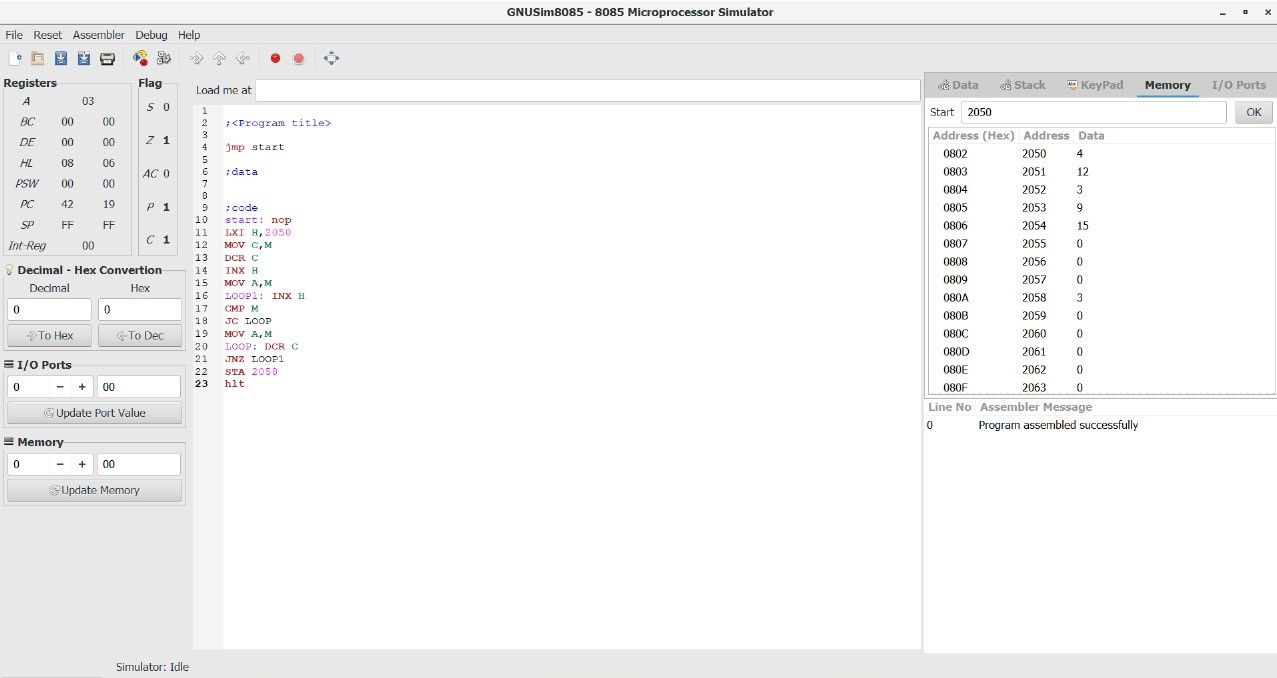 GNUSim8085 - 8085 Microprocessor Simulator
File Reset Assembler Debug Help
Registers
A 03
BC 00 00
DE 00 00
HL 08 06
PSW 00 00
PC 42 19
SP FF FF
Int-Reg 00
Flag
S 0
Z 1
AC 0
P 1
C 1
Decimal - Hex Convertion
Decimal Hex
0 0
To Hex To Dec
I/O Ports
0 − + 00
Update Port Value
Memory
0 − + 00
Update Memory
Load me at
1
2 ;<Program title>
3
4 jmp start
5
6 ;data
7
8
9 ;code
10 start: nop
11 LXI H,2050
12 MOV C,M
13 DCR C
14 INX H
15 MOV A,M
16 LOOP1: INX H
17 CMP M
18 JC LOOP
19 MOV A,M
20 LOOP: DCR C
21 JNZ LOOP1
22 STA 2058
23 hlt
Data Stack KeyPad Memory I/O Ports
Start 2050 OK
Address (Hex) Address Data
0802 2050 4
0803 2051 12
0804 2052 3
0805 2053 9
0806 2054 15
0807 2055 0
0808 2056 0
0809 2057 0
080A 2058 3
080B 2059 0
080C 2060 0
080D 2061 0
080E 2062 0
080F 2063 0
Line No Assembler Message
0 Program assembled successfully
Simulator: Idle